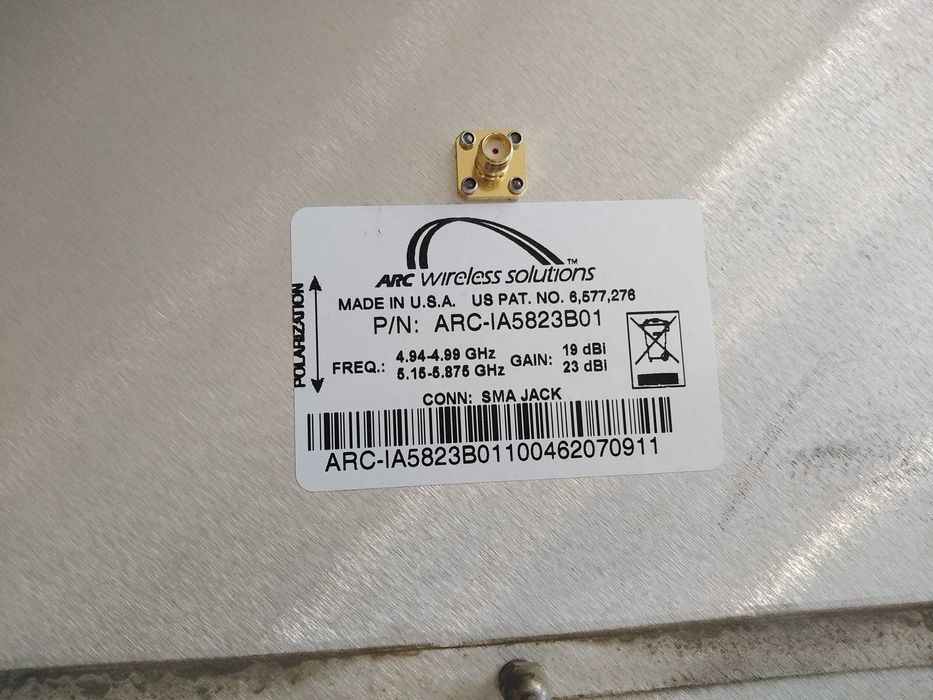 ARC wireless solutions™
MADE IN U.S.A. US PAT. NO. 6,577,276
P/N: ARC-IA5823B01
POLARIZATION
FREQ.: 4.94-4.99 GHz GAIN: 19 dBi
5.15-5.875 GHz 23 dBi
CONN: SMA JACK
ARC-IA5823B01100462070911